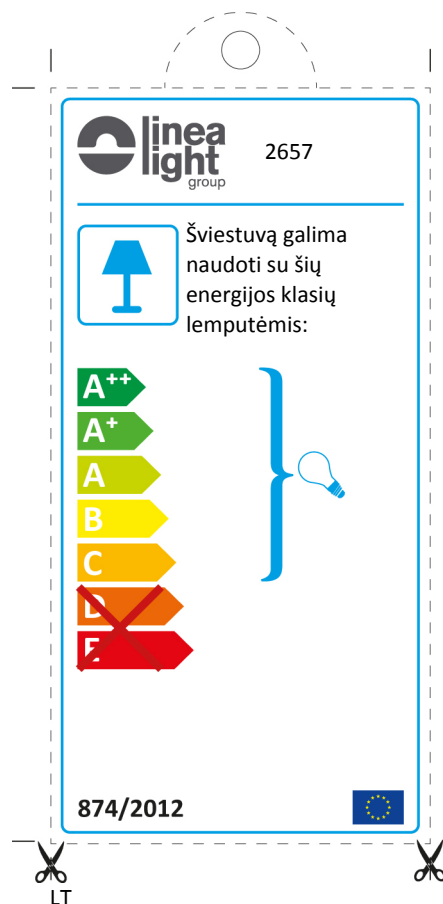 linea
light
group
2657
Šviestuvą galima
naudoti su šių
energijos klasių
lemputėmis:
A++
A+
A
B
C
D
E
874/2012
LT